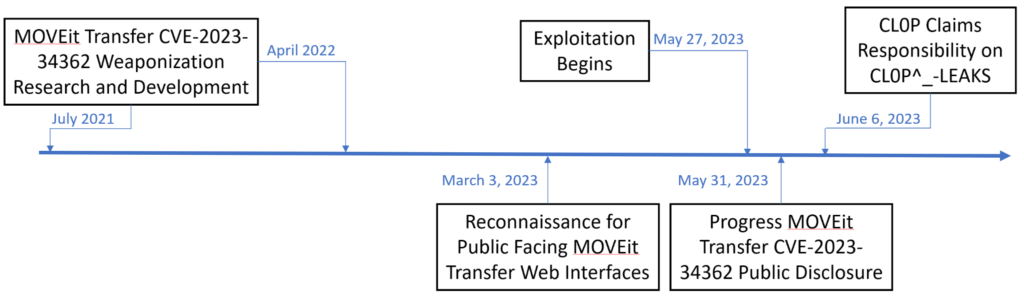 MOVEit Transfer CVE-2023-
34362 Weaponization
Research and Development
July 2021
April 2022
March 3, 2023
Reconnaissance for
Public Facing MOVEit
Transfer Web Interfaces
Exploitation
Begins
May 27, 2023
May 31, 2023
Progress MOVEit
Transfer CVE-2023-
34362 Public Disclosure
CL0P Claims
Responsibility on
CL0P^_-LEAKS
June 6, 2023